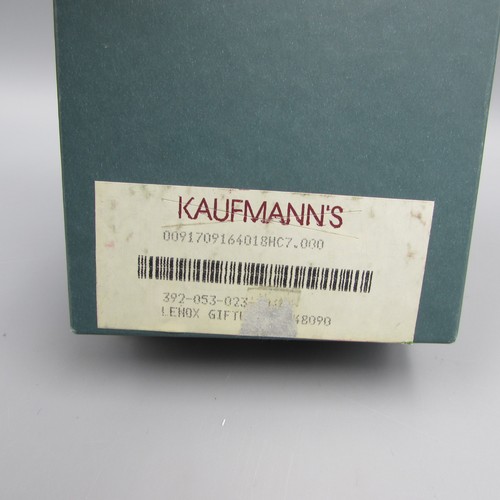 KAUFMANN'S
0091709164018HC7.000
392-053-023-
LENOX GIFT 48090